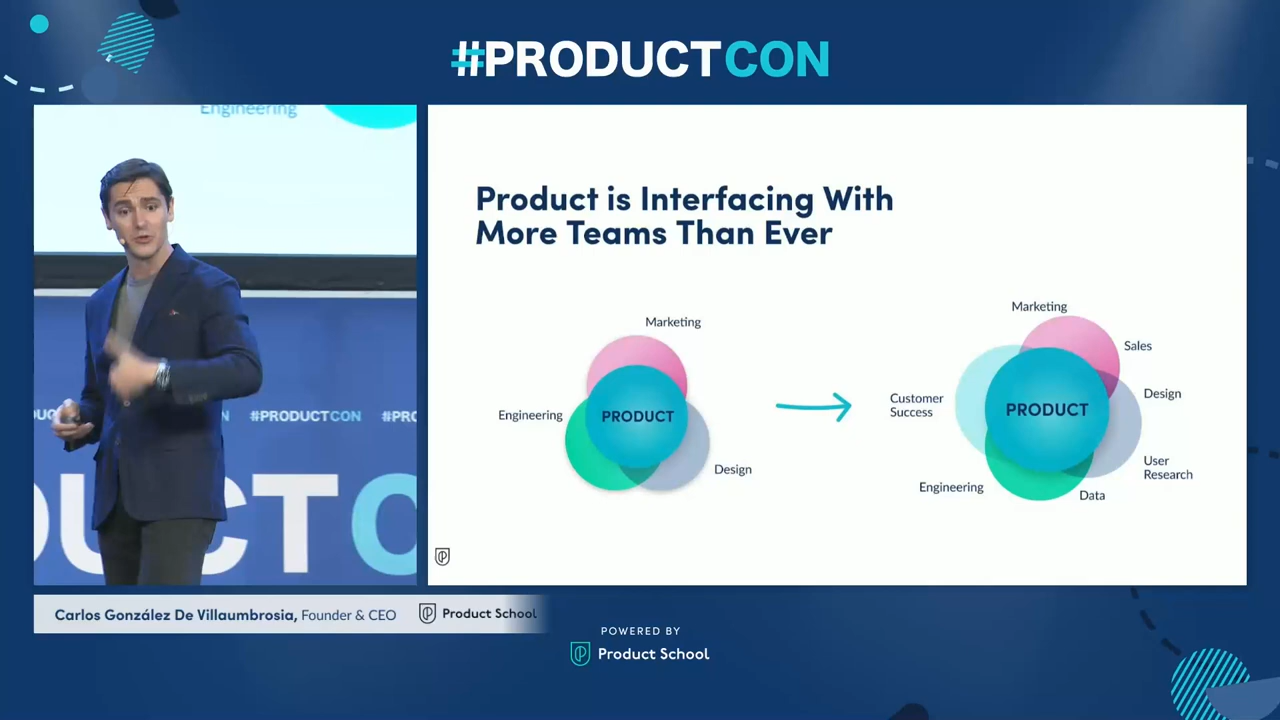 #PRODUCTCON
Engineering
Product is Interfacing With
More Teams Than Ever
Marketing
Engineering
PRODUCT
Design
Marketing
Sales
Customer
Success
PRODUCT
Design
User
Research
Engineering
Data
#PRODUCTCON
DUCTC
Carlos González De Villaumbrosia, Founder & CEO
Product School
POWERED BY
Product School